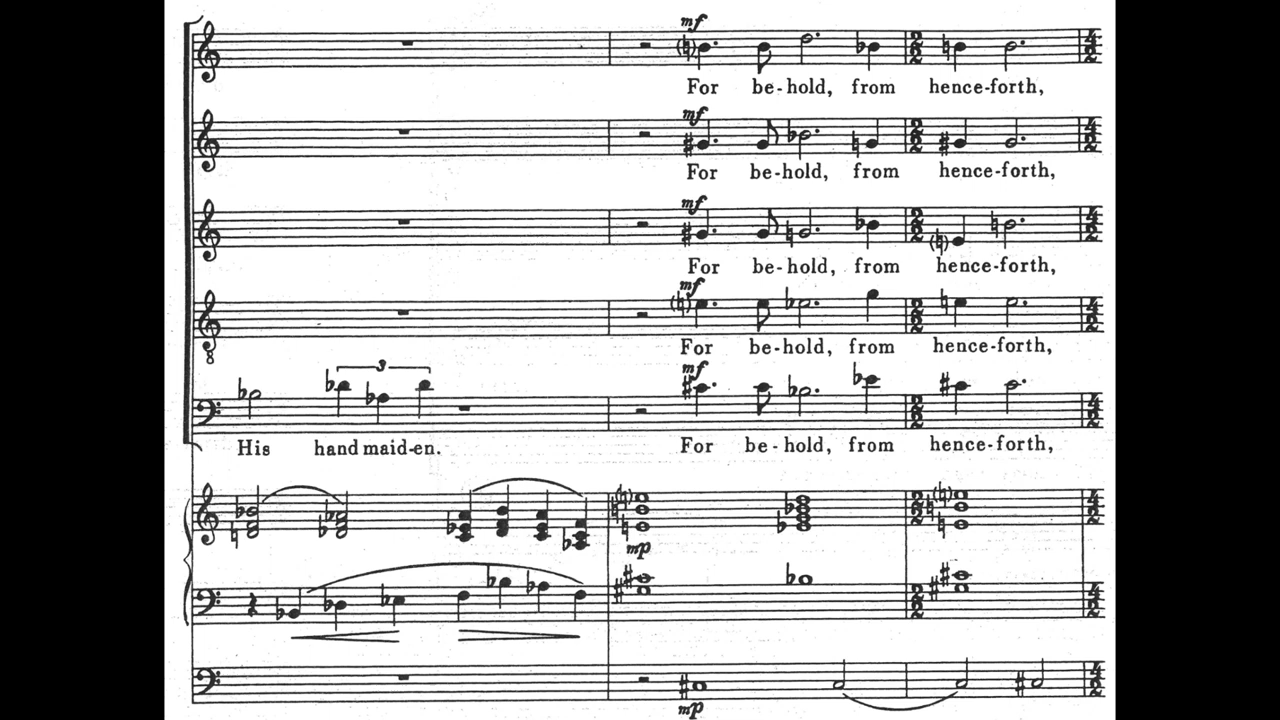 mf
For be-hold, from hence-forth,
mf
For be-hold, from hence-forth,
mf
For be-hold, from hence-forth,
mf
8
For be-hold, from hence-forth,
3
mf
His handmaid-en. For be-hold, from hence-forth,
mp
mp